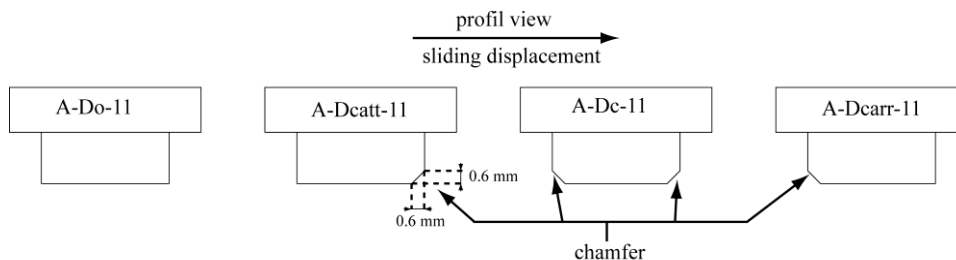 profil view
sliding displacement
A-Do-11
A-Dcatt-11
A-Dc-11
A-Dcarr-11
0.6 mm
0.6 mm
chamfer